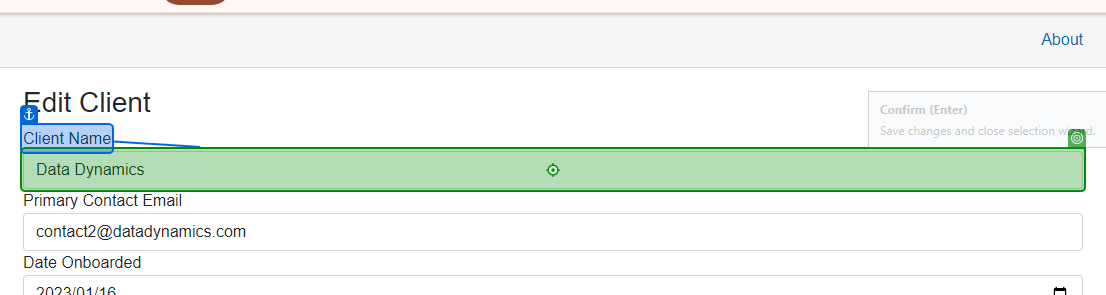 About
Edit Client
Confirm (Enter)
Save changes and close selection wizard.
Client Name
Data Dynamics
Primary Contact Email
contact2@datadynamics.com
Date Onboarded
2023/01/16